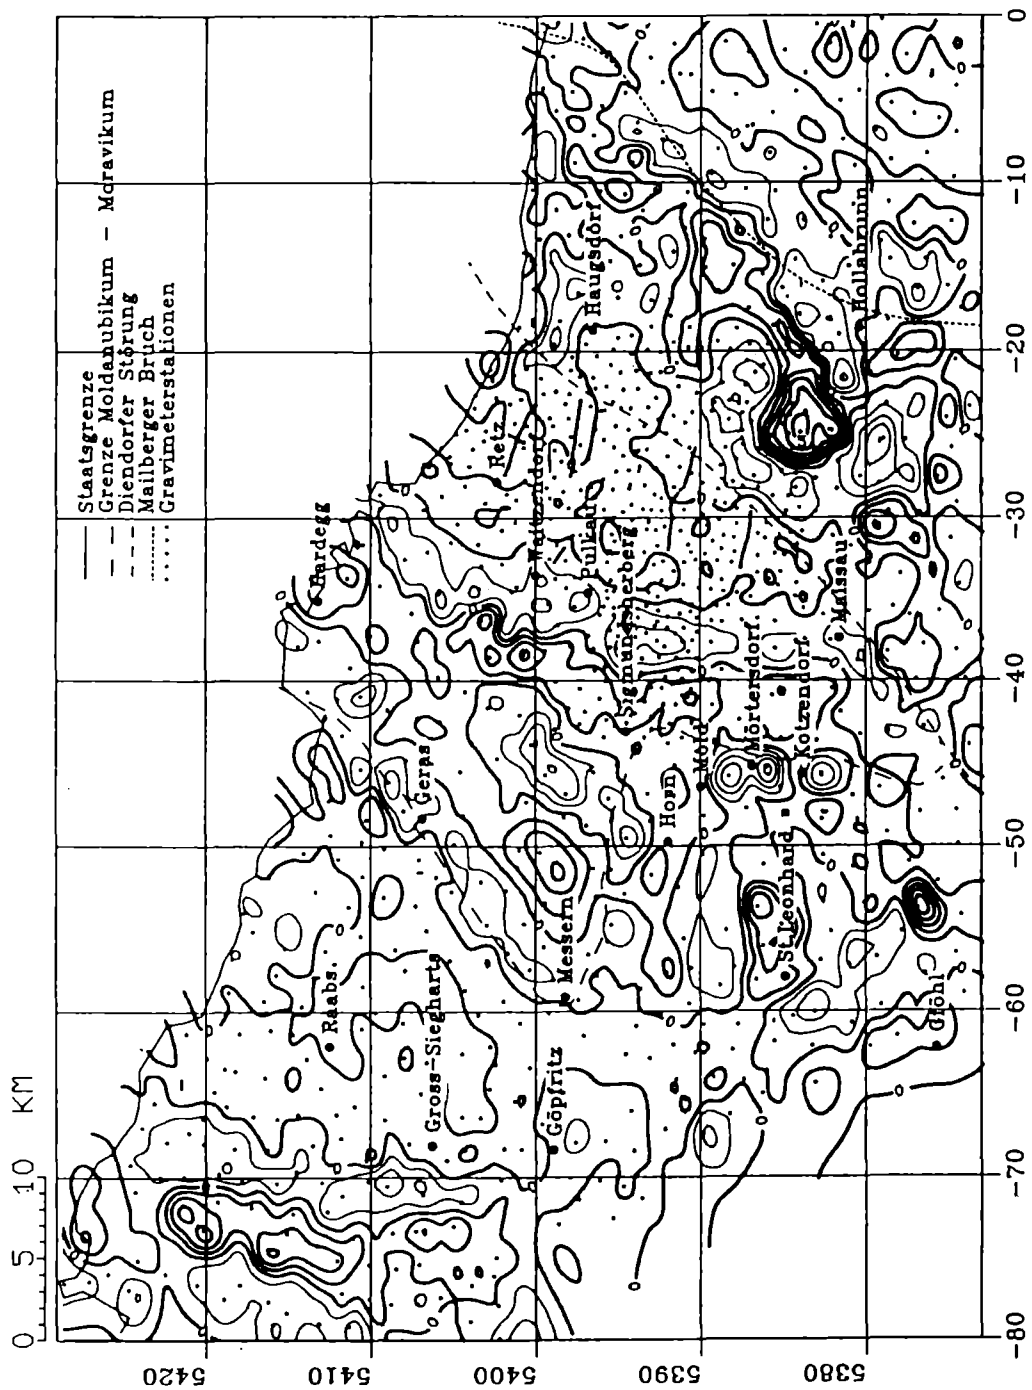 Staatsgrenze
Grenze Moldanubikum - Moravikum
Diendorfer Störung
Mailberger Bruch
Gravimeterstationen
0 5 10 KM
5420
5410
5400
5390
5380
-80
-70
-60
-50
-40
-30
-20
-10
0
Hardegg
Retz
Waitzendorf
Pulkau
Haugsdorf
Sigmundsherberg
Geras
Raabs.
Gross-Siegharts
Göpfritz
Messern
Horn
Mold
Mörtersdorf
Kotzendorf
Maissau
Hollabrunn
St.Leonhard
Gföhl